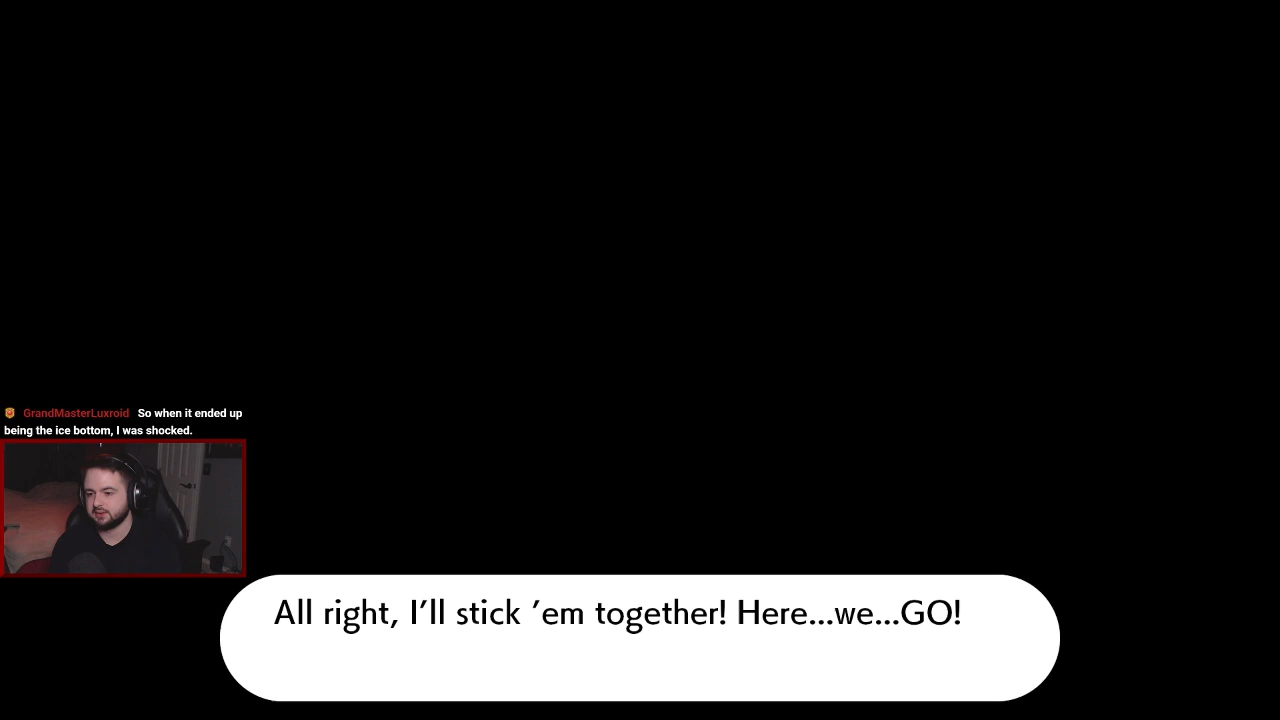 GrandMasterLuxroid So when it ended up
being the ice bottom, I was shocked.
All right, I'll stick 'em together! Here...we...GO!